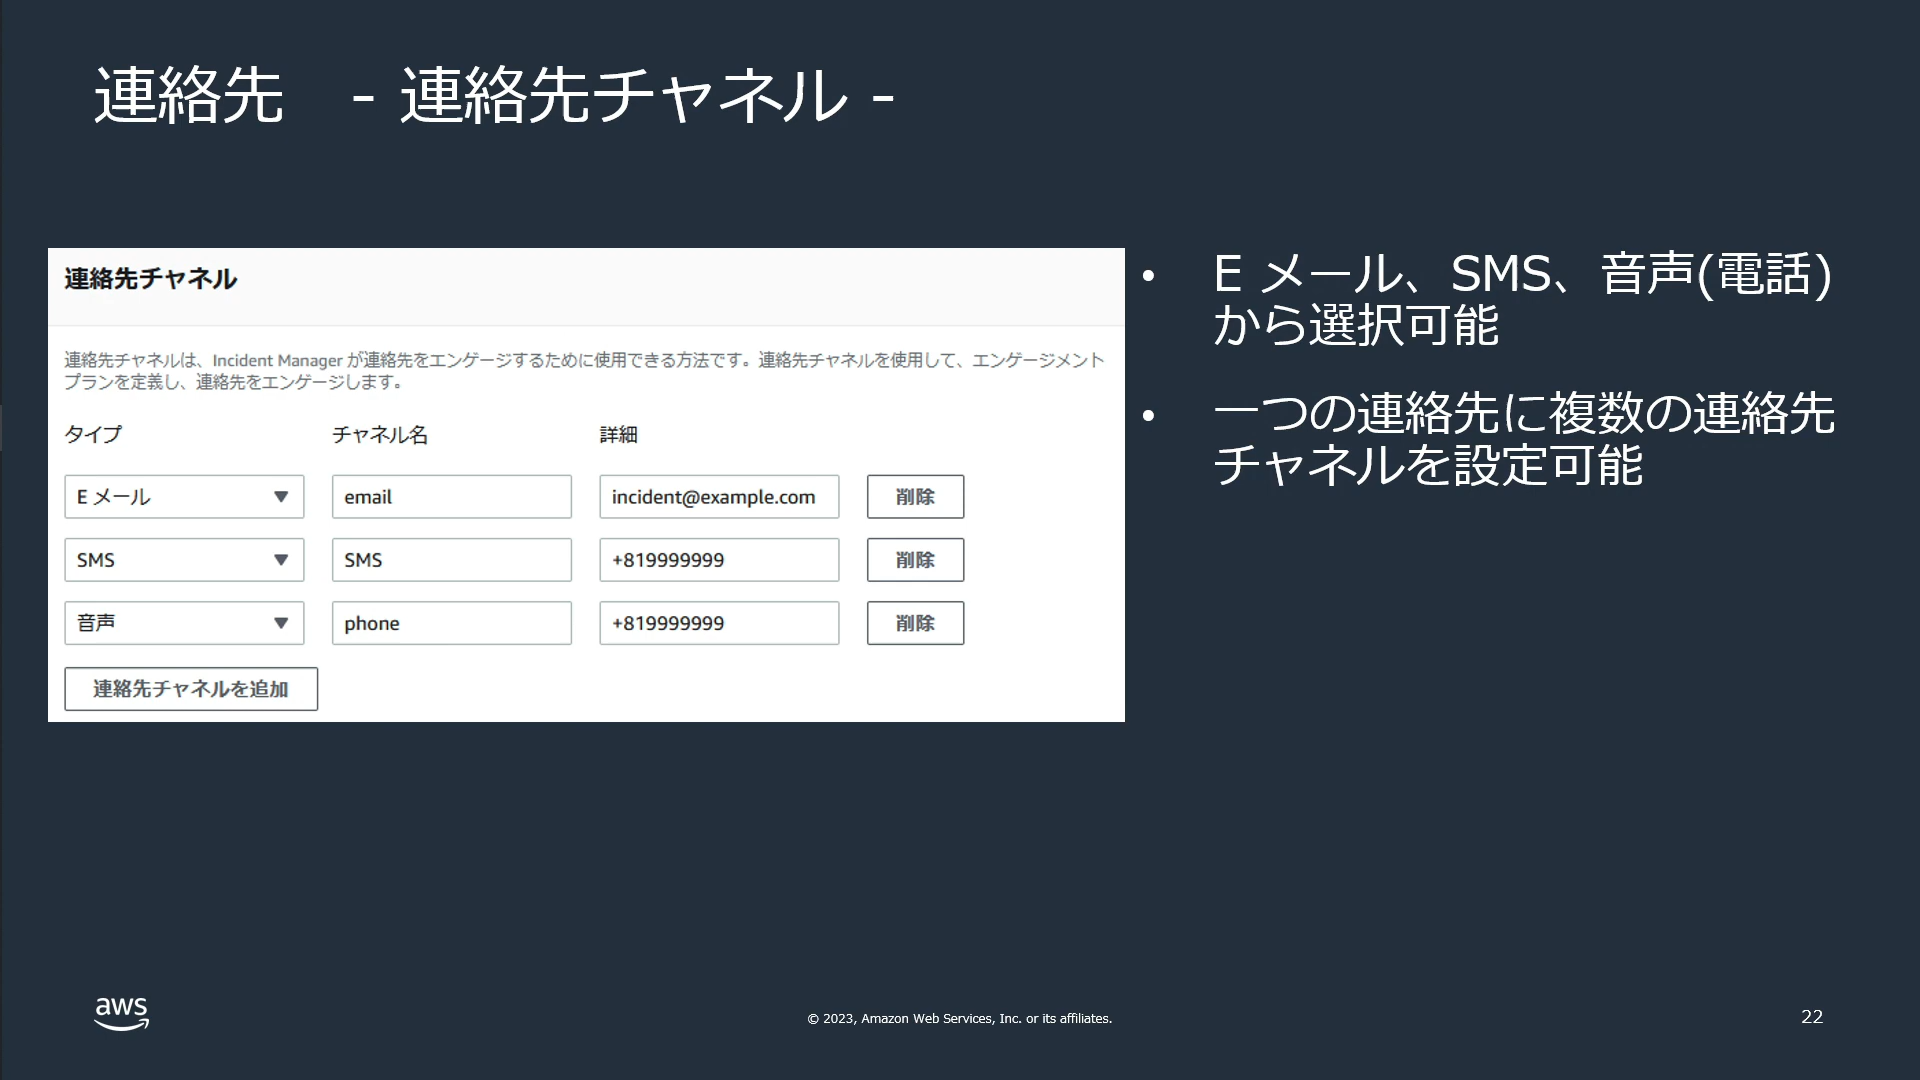 連絡先　- 連絡先チャネル -
連絡先チャネル
連絡先チャネルは、Incident Manager が連絡先をエンゲージするために使用できる方法です。連絡先チャネルを使用して、エンゲージメント
プランを定義し、連絡先をエンゲージします。
タイプ チャネル名 詳細
E メール email incident@example.com 削除
SMS SMS +819999999 削除
音声 phone +819999999 削除
連絡先チャネルを追加
• E メール、SMS、音声(電話)
から選択可能
• 一つの連絡先に複数の連絡先
チャネルを設定可能
aws
© 2023, Amazon Web Services, Inc. or its affiliates.
22